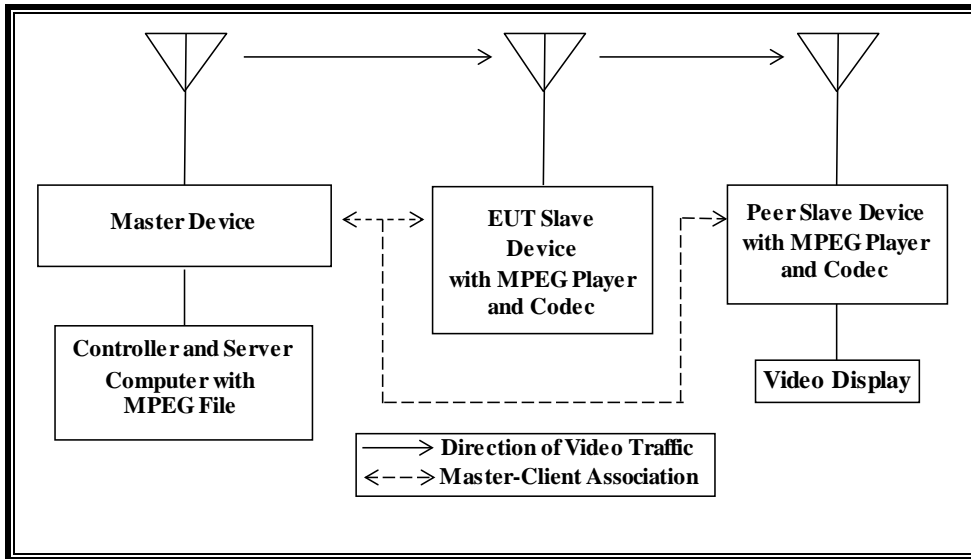 Master Device
EUT Slave
Device
with MPEG Player
and Codec
Peer Slave Device
with MPEG Player
and Codec
Controller and Server
Computer with
MPEG File
Video Display
Direction of Video Traffic
Master-Client Association